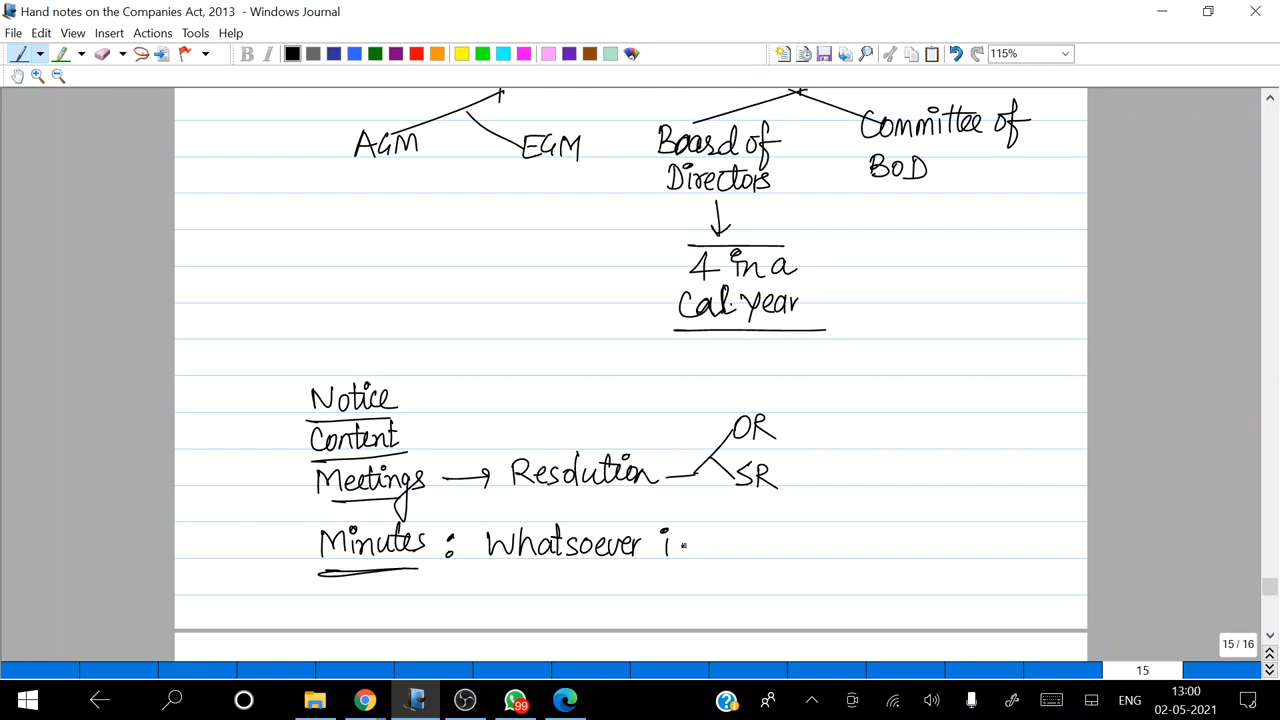 Hand notes on the Companies Act, 2013 - Windows Journal
File Edit View Insert Actions Tools Help
B I 115%
AGM EGM Board of Directors Committee of BOD
4 in a
Cal. Year
Notice
Content
Meetings → Resolution OR SR
Minutes : Whatsoever i
15 / 16
15
99
ENG
13:00
02-05-2021